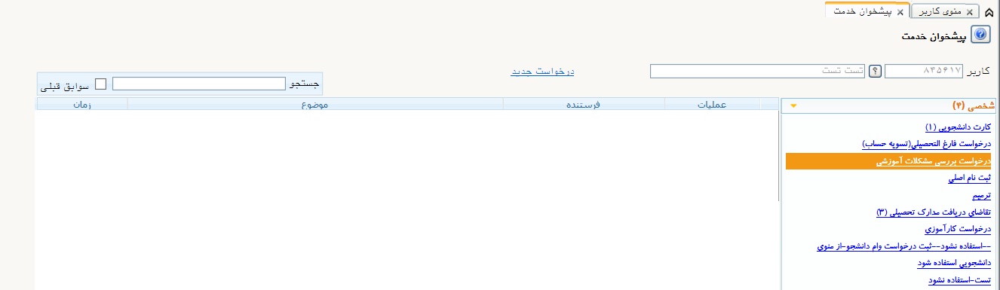 منوی کاربر
پیشخوان خدمت
پیشخوان خدمت
کاربر ۸۴۵۶۱۷ ؟ تست تست
درخواست جدید
جستجو سوابق قبلی
شخصی (۴)
عملیات فرستنده موضوع زمان
کارت دانشجویی (۱)
درخواست فارغ التحصیلی(تسویه حساب)
درخواست بررسی مشکلات آموزشی
ثبت نام اصلی
ترمیم
تقاضای دریافت مدارک تحصیلی (۳)
درخواست کارآموزی
--استفاده نشود--ثبت درخواست وام دانشجو-از منوی
دانشجویی استفاده شود
تست-استفاده نشود